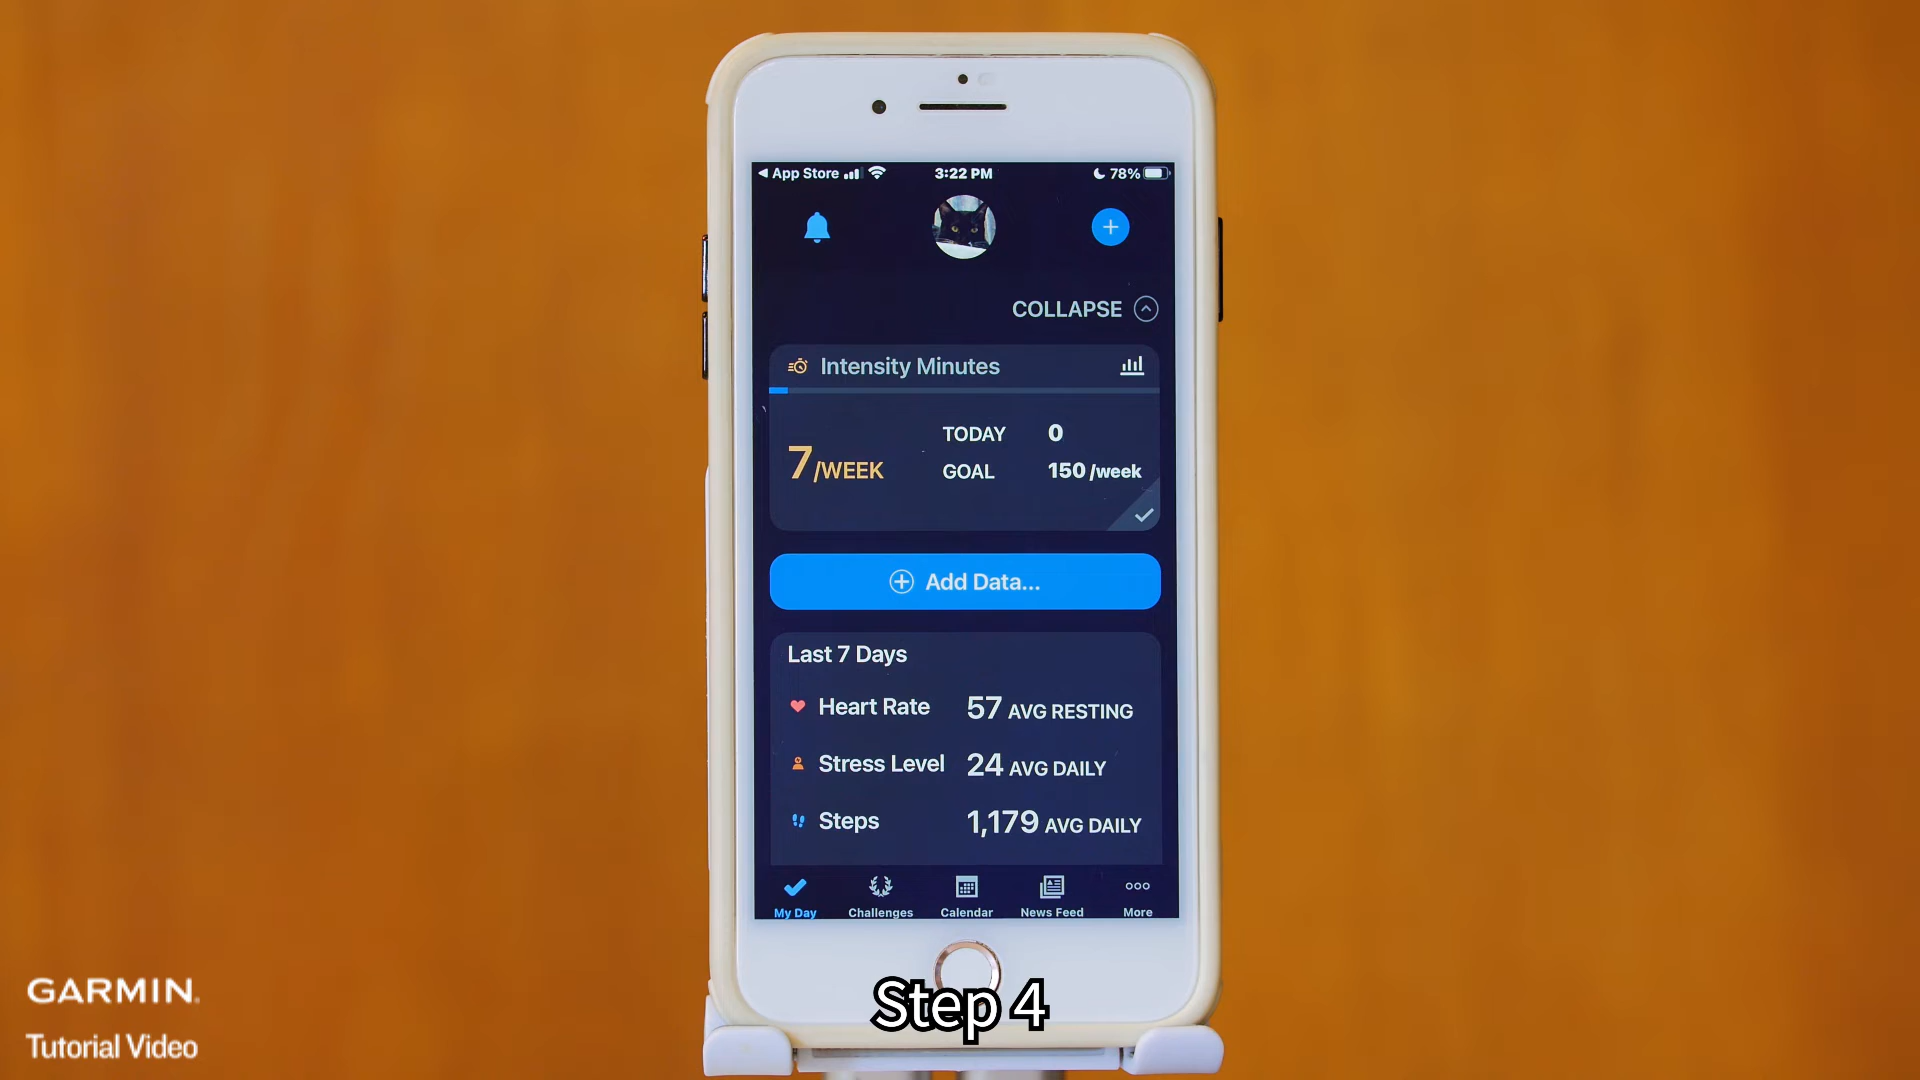 App Store
3:22 PM
78%
COLLAPSE
Intensity Minutes
7/WEEK
TODAY 0
GOAL 150 /week
Add Data...
Last 7 Days
Heart Rate 57 AVG RESTING
Stress Level 24 AVG DAILY
Steps 1,179 AVG DAILY
My Day
Challenges
Calendar
News Feed
More
Step 4
GARMIN.
Tutorial Video